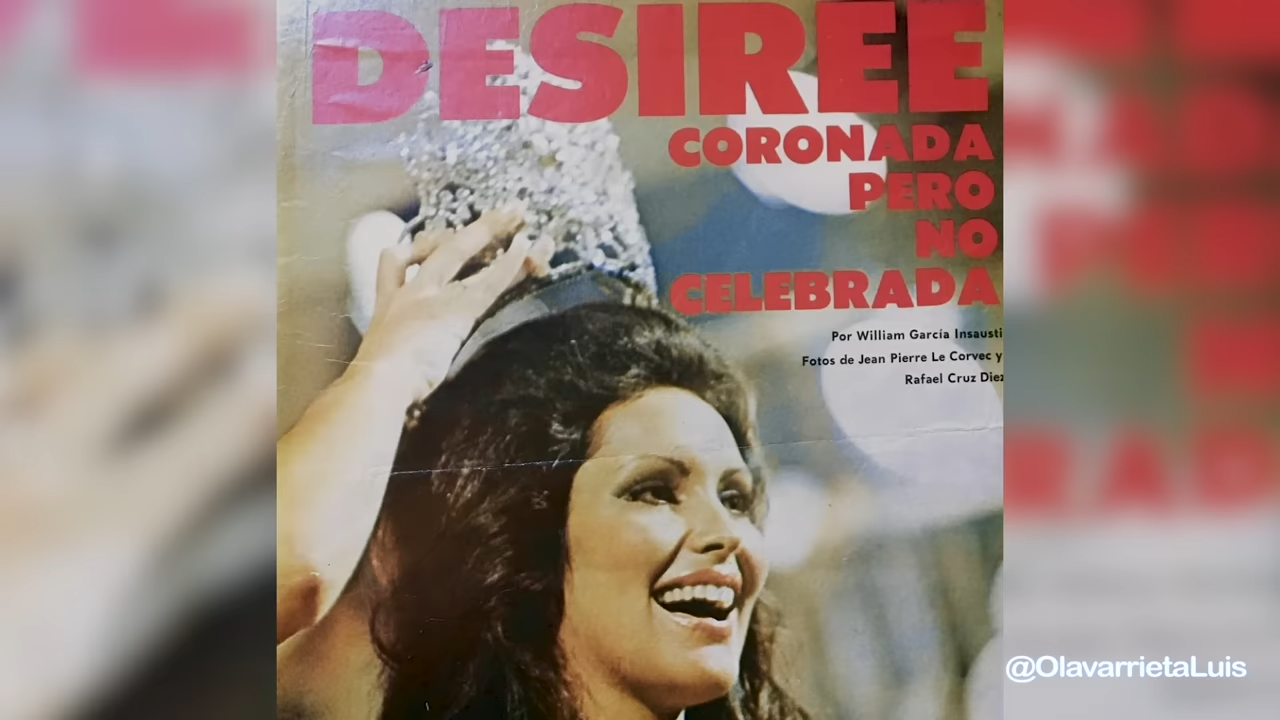 DESIREE
CORONADA
PERO
NO
CELEBRADA
Por William García Insausti
Fotos de Jean Pierre Le Corvec y
Rafael Cruz Diez
@OlavarrietaLuis